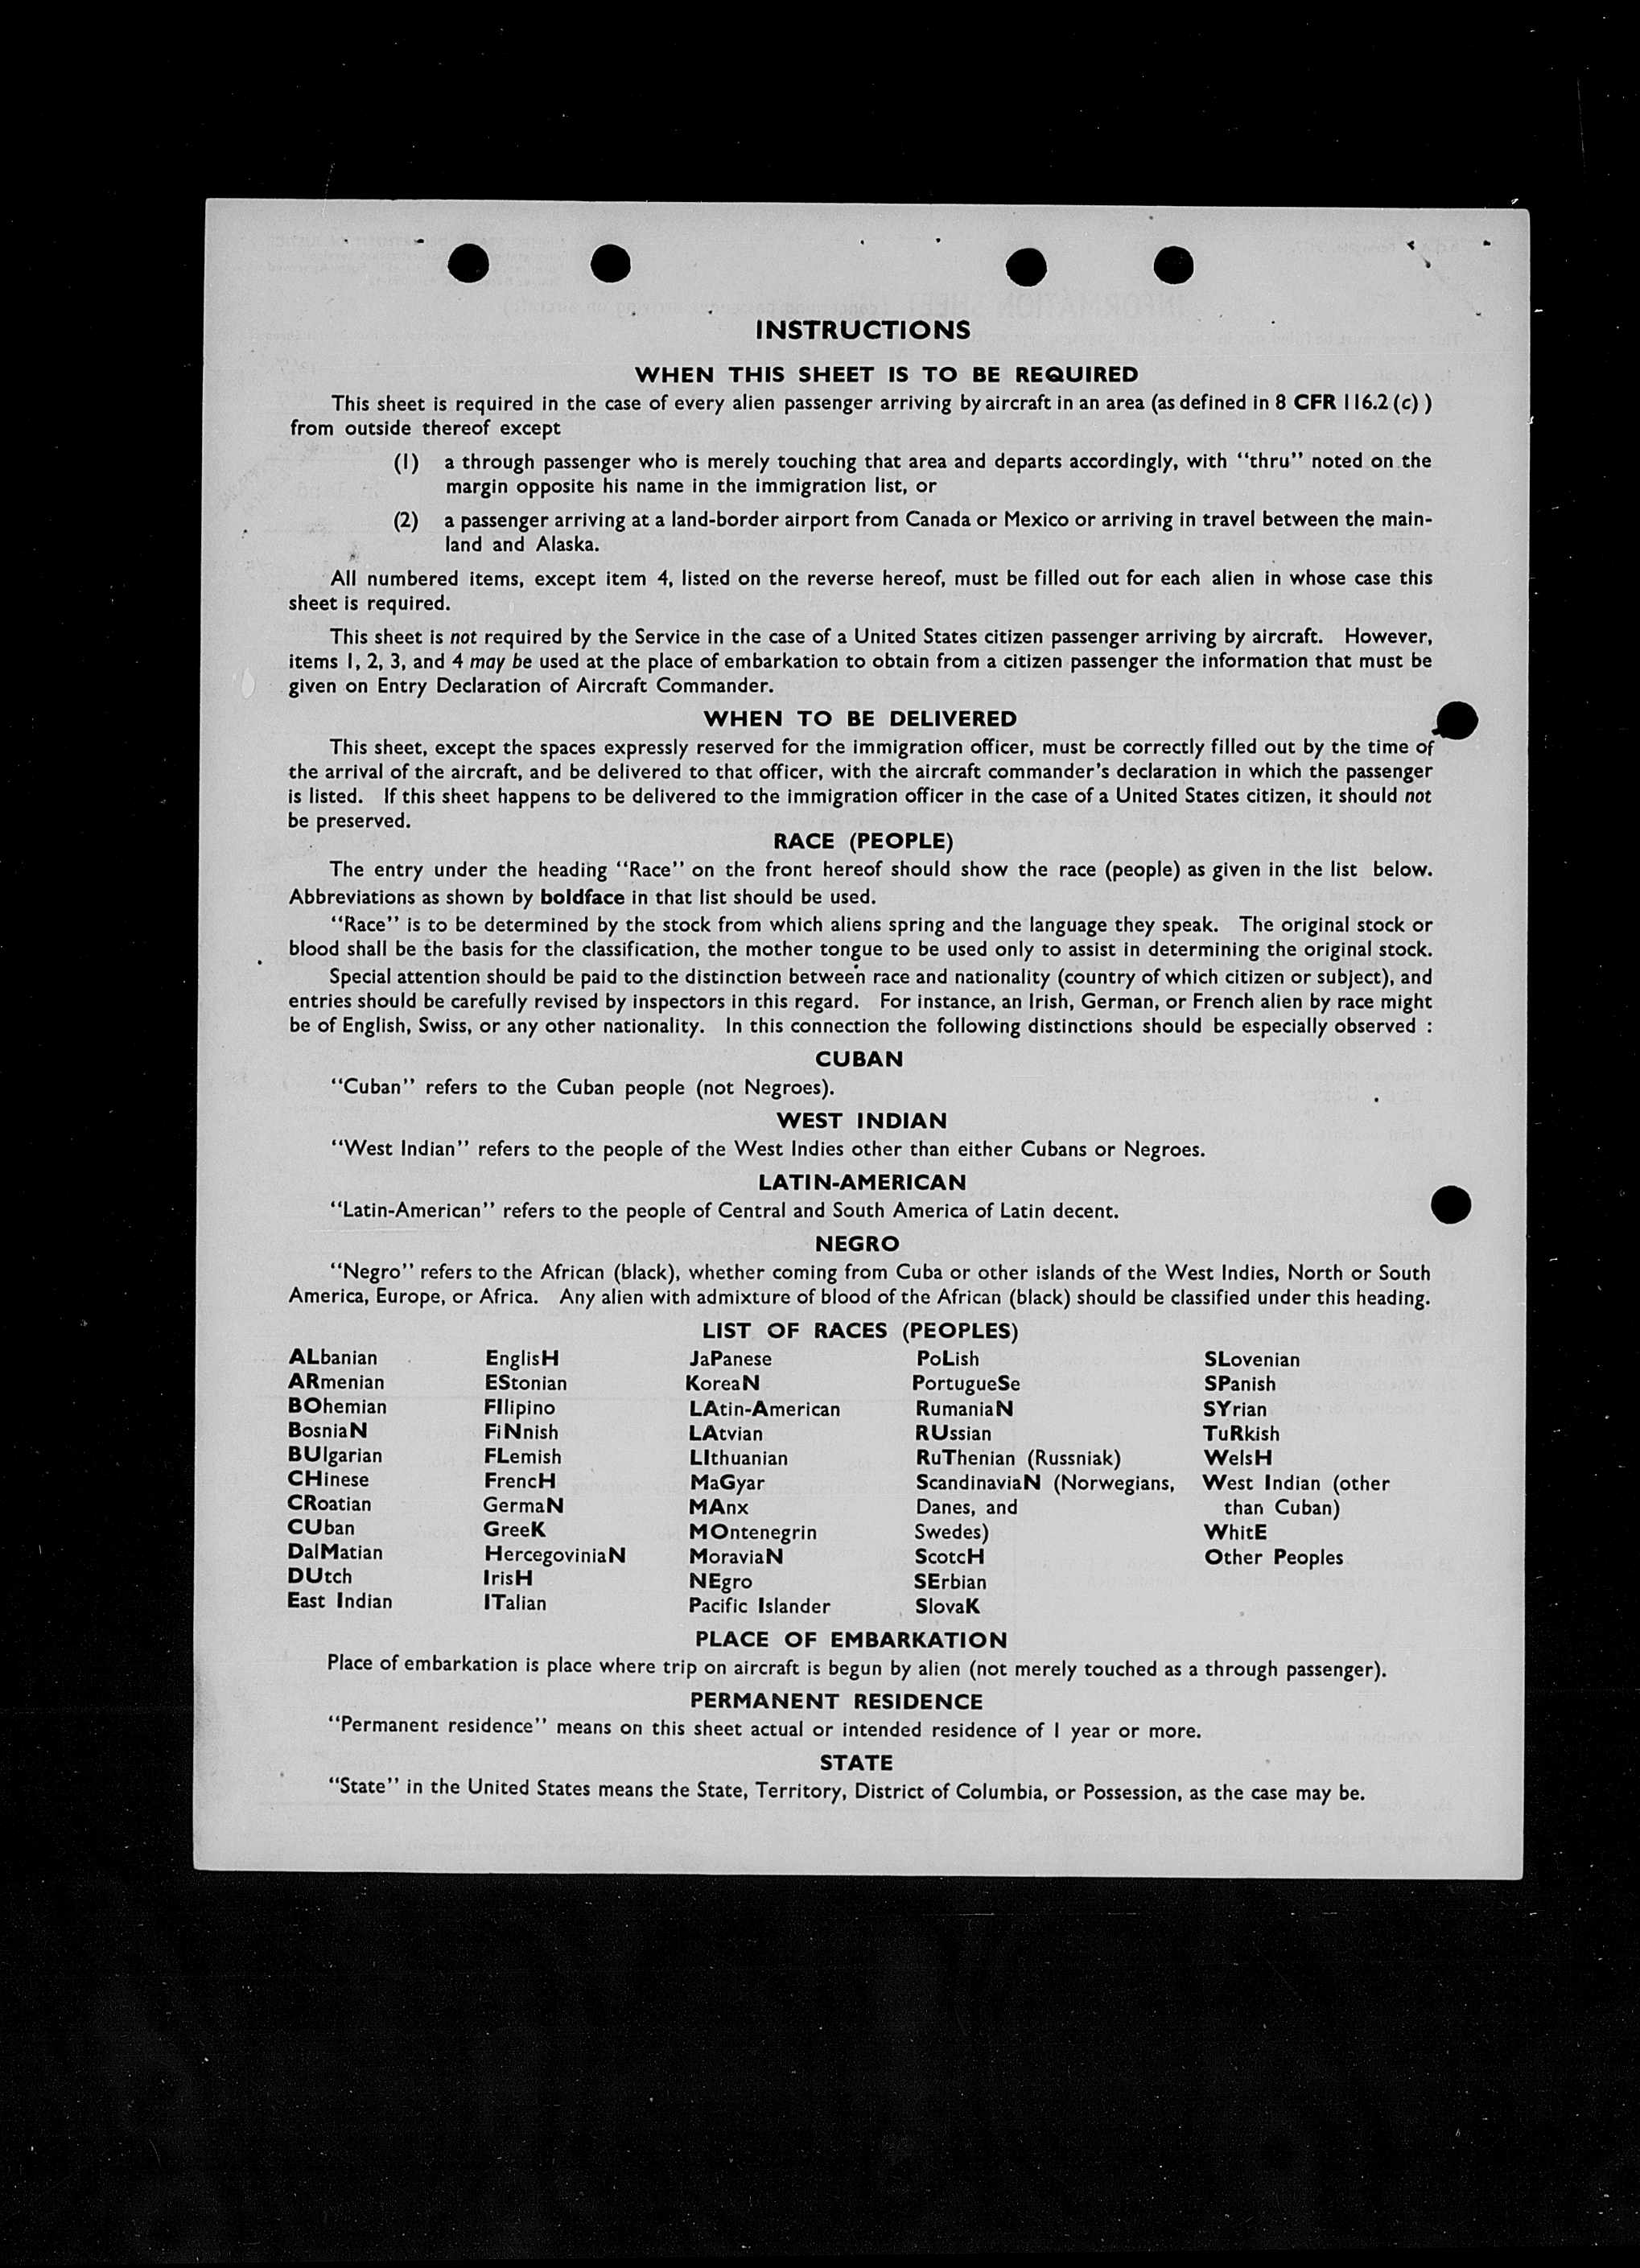 INSTRUCTIONS
WHEN THIS SHEET IS TO BE REQUIRED
This sheet is required in the case of every alien passenger arriving by aircraft in an area (as defined in 8 CFR 116.2 (c) )
from outside thereof except
(1) a through passenger who is merely touching that area and departs accordingly, with "thru" noted on the
margin opposite his name in the immigration list, or
(2) a passenger arriving at a land-border airport from Canada or Mexico or arriving in travel between the main-
land and Alaska.
All numbered items, except item 4, listed on the reverse hereof, must be filled out for each alien in whose case this
sheet is required.
This sheet is not required by the Service in the case of a United States citizen passenger arriving by aircraft. However,
items 1, 2, 3, and 4 may be used at the place of embarkation to obtain from a citizen passenger the information that must be
given on Entry Declaration of Aircraft Commander.
WHEN TO BE DELIVERED
This sheet, except the spaces expressly reserved for the immigration officer, must be correctly filled out by the time of
the arrival of the aircraft, and be delivered to that officer, with the aircraft commander's declaration in which the passenger
is listed. If this sheet happens to be delivered to the immigration officer in the case of a United States citizen, it should not
be preserved.
RACE (PEOPLE)
The entry under the heading "Race" on the front hereof should show the race (people) as given in the list below.
Abbreviations as shown by boldface in that list should be used.
"Race" is to be determined by the stock from which aliens spring and the language they speak. The original stock or
blood shall be the basis for the classification, the mother tongue to be used only to assist in determining the original stock.
Special attention should be paid to the distinction between race and nationality (country of which citizen or subject), and
entries should be carefully revised by inspectors in this regard. For instance, an Irish, German, or French alien by race might
be of English, Swiss, or any other nationality. In this connection the following distinctions should be especially observed :
CUBAN
"Cuban" refers to the Cuban people (not Negroes).
WEST INDIAN
"West Indian" refers to the people of the West Indies other than either Cubans or Negroes.
LATIN-AMERICAN
"Latin-American" refers to the people of Central and South America of Latin decent.
NEGRO
"Negro" refers to the African (black), whether coming from Cuba or other islands of the West Indies, North or South
America, Europe, or Africa. Any alien with admixture of blood of the African (black) should be classified under this heading.
LIST OF RACES (PEOPLES)
ALbanian EnglisH JaPanese PoLish SLovenian
ARmenian EStonian KoreaN PortugueSe SPanish
BOhemian FIlipino LAtin-American RumaniaN SYrian
BosniaN FiNnish LAtvian RUssian TuRkish
BUlgarian FLemish LIthuanian RuThenian (Russniak) WelsH
CHinese FrencH MaGyar ScandinaviaN (Norwegians, West Indian (other
CRoatian GermaN MAnx Danes, and than Cuban)
CUban GreeK MOntenegrin Swedes) WhitE
DalMatian HercegoviniaN MoraviaN ScotcH Other Peoples
DUtch IrisH NEgro SErbian
East Indian ITalian Pacific Islander SlovaK
PLACE OF EMBARKATION
Place of embarkation is place where trip on aircraft is begun by alien (not merely touched as a through passenger).
PERMANENT RESIDENCE
"Permanent residence" means on this sheet actual or intended residence of 1 year or more.
STATE
"State" in the United States means the State, Territory, District of Columbia, or Possession, as the case may be.